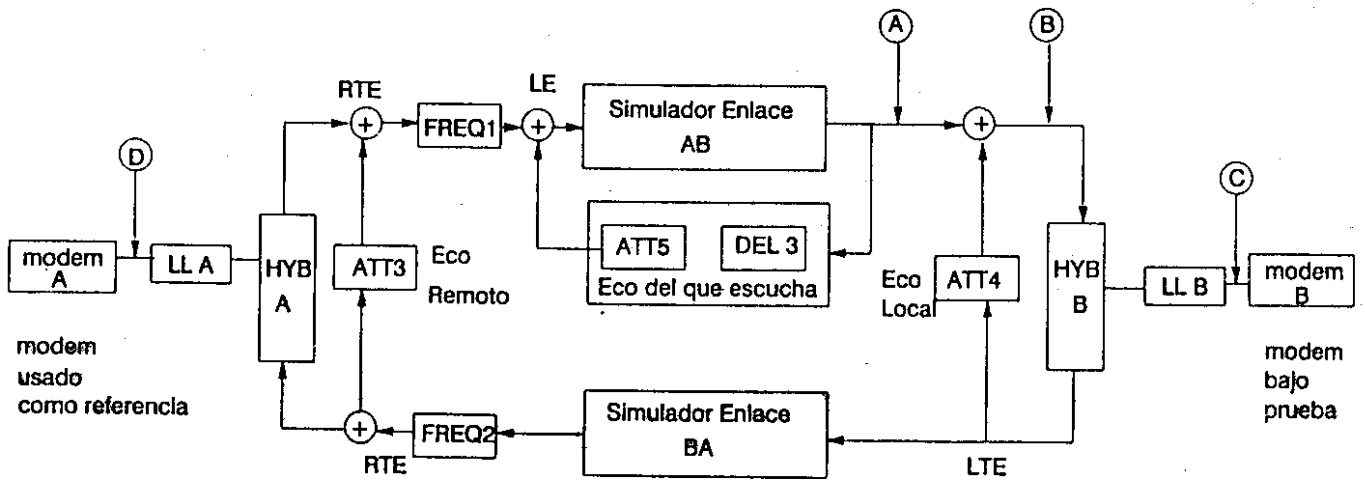 A
B
RTE
LE
Simulador Enlace
AB
FREQ1
D
modem
A
LL A
HYB
A
ATT3
Eco
Remoto
ATT5
DEL 3
Eco del que escucha
Eco
Local
ATT4
HYB
B
LL B
C
modem
B
modem
usado
como referencia
modem
bajo
prueba
RTE
FREQ2
Simulador Enlace
BA
LTE